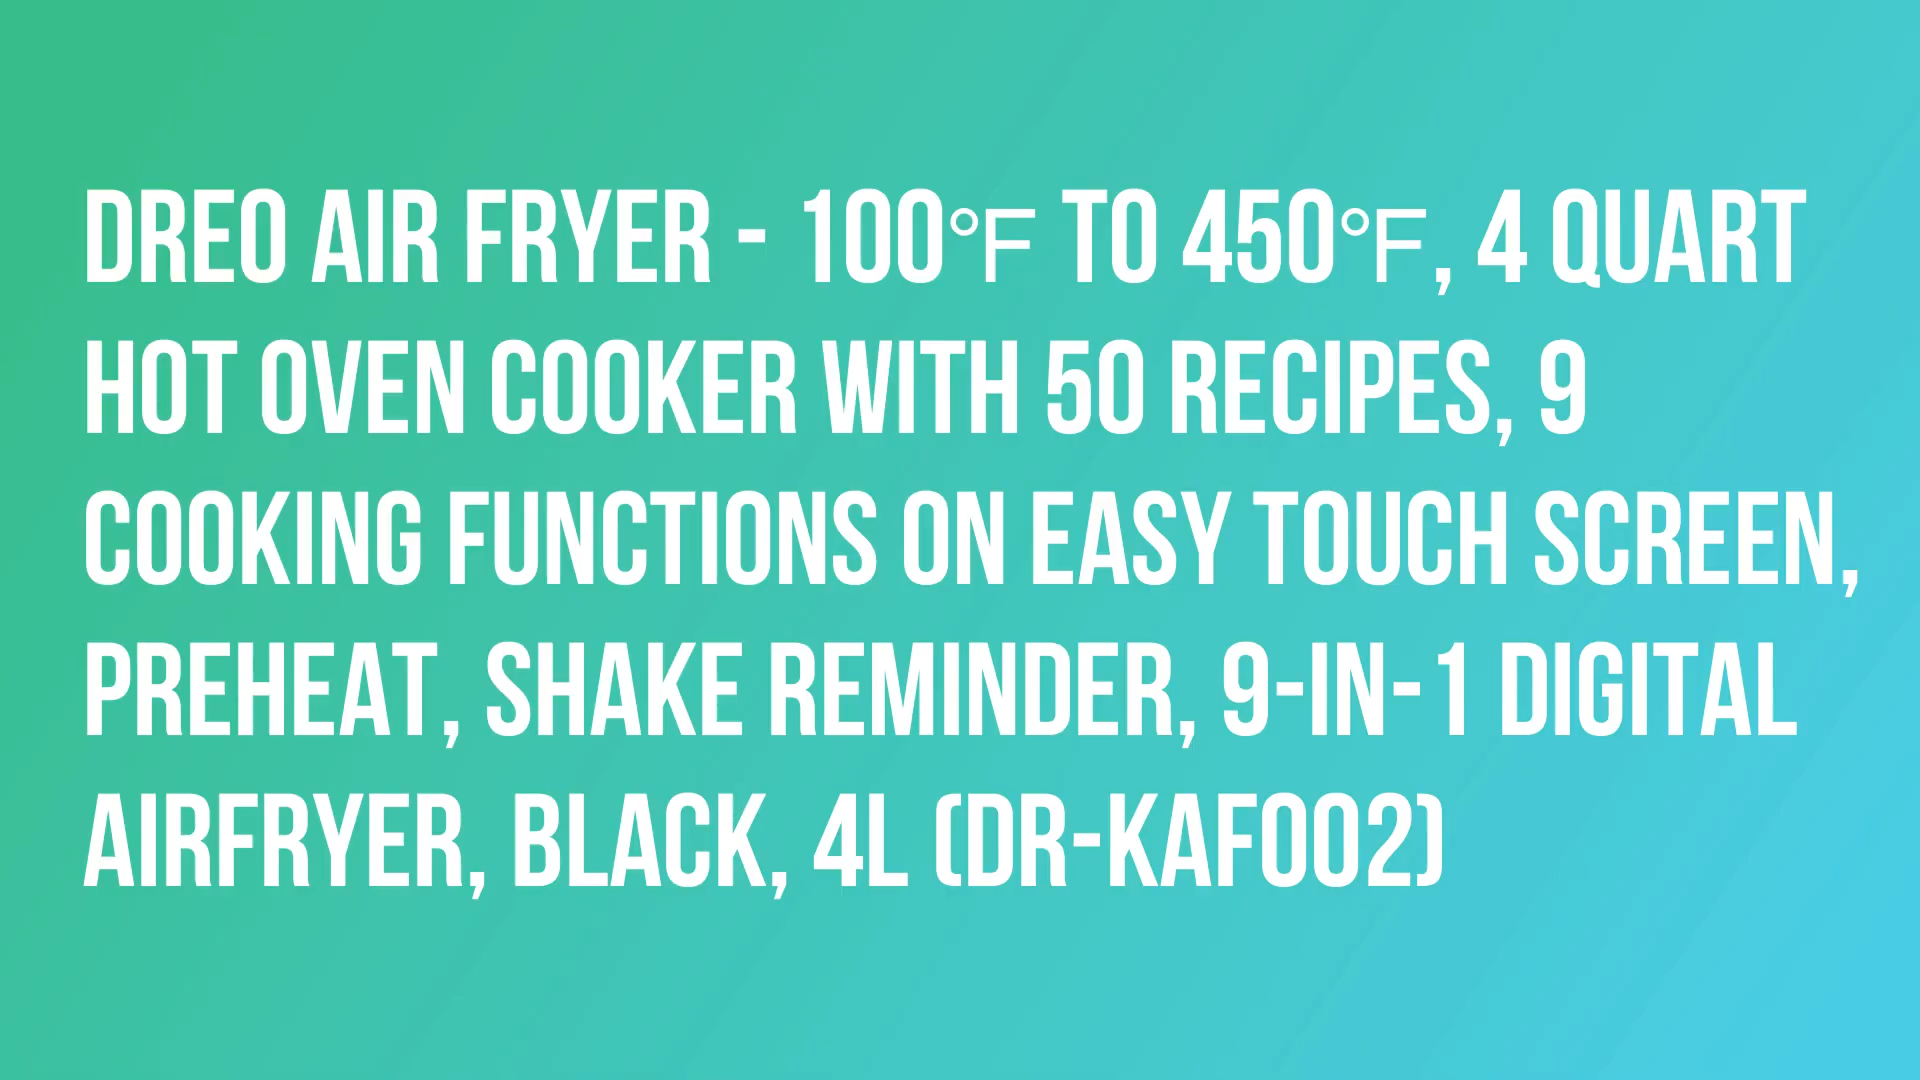 DREO AIR FRYER - 100℉ TO 450℉, 4 QUART
HOT OVEN COOKER WITH 50 RECIPES, 9
COOKING FUNCTIONS ON EASY TOUCH SCREEN,
PREHEAT, SHAKE REMINDER, 9-IN-1 DIGITAL
AIRFRYER, BLACK, 4L (DR-KAF002)